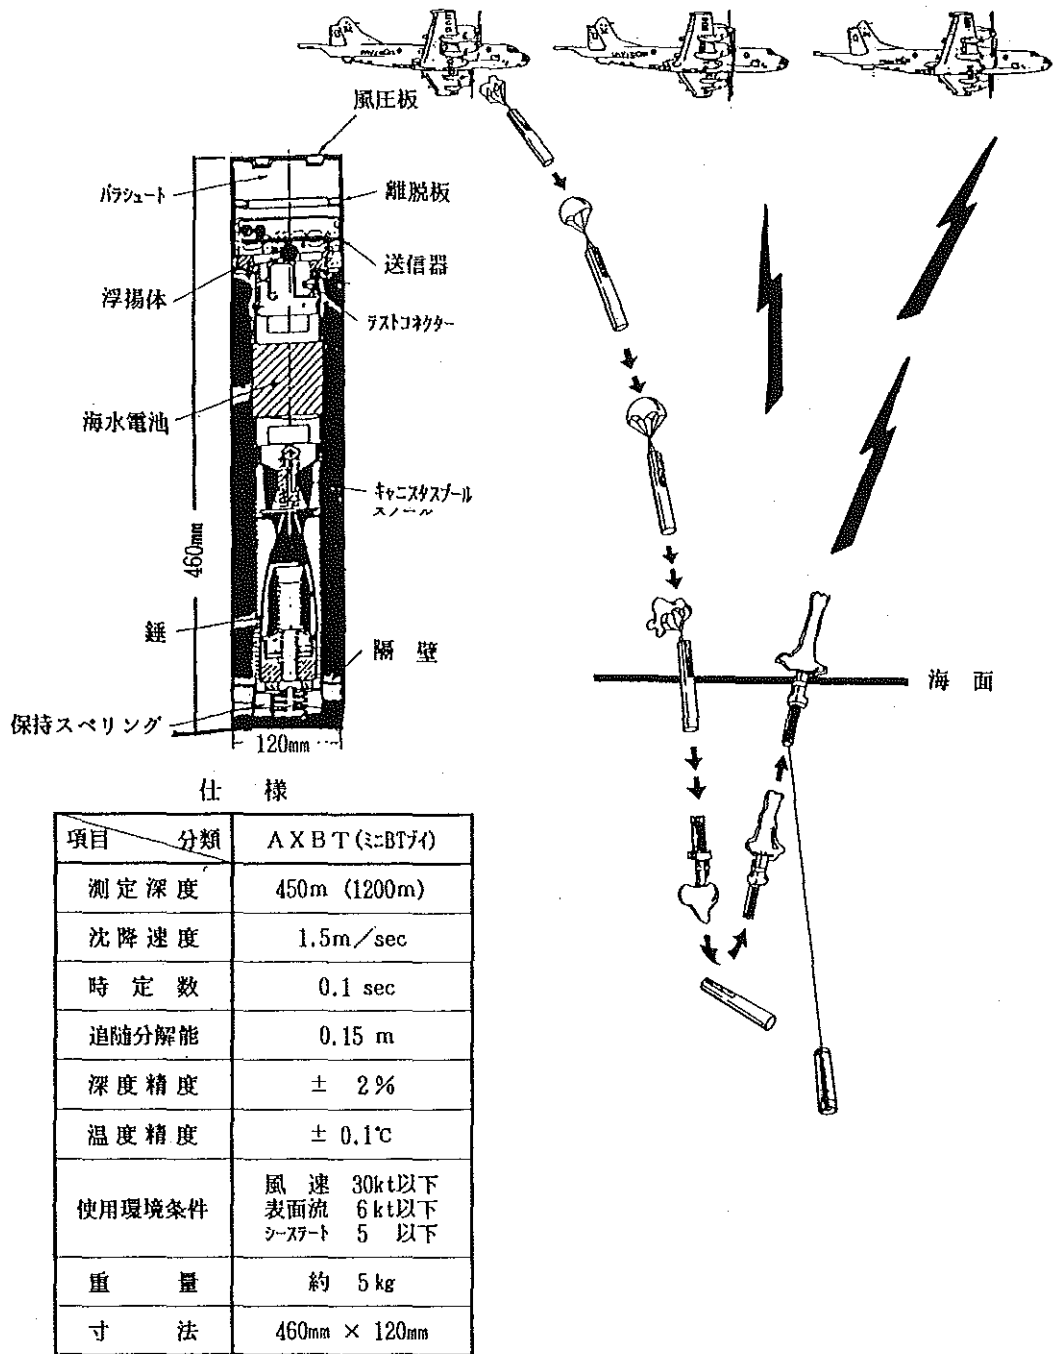 風圧板
パラシュート
離脱板
送信器
浮揚体
テストコネクター
海水電池
キャニスタスプール
スノール
460mm
錘
隔壁
保持スペリング
120mm
海面
仕様
項目 分類 AXBT(ミニBTブイ)
測定深度 450m (1200m)
沈降速度 1.5m/sec
時定数 0.1 sec
追随分解能 0.15 m
深度精度 ± 2%
温度精度 ± 0.1℃
使用環境条件 風速 30kt以下
表面流 6kt以下
シーステート 5 以下
重量 約 5kg
寸法 460mm × 120mm